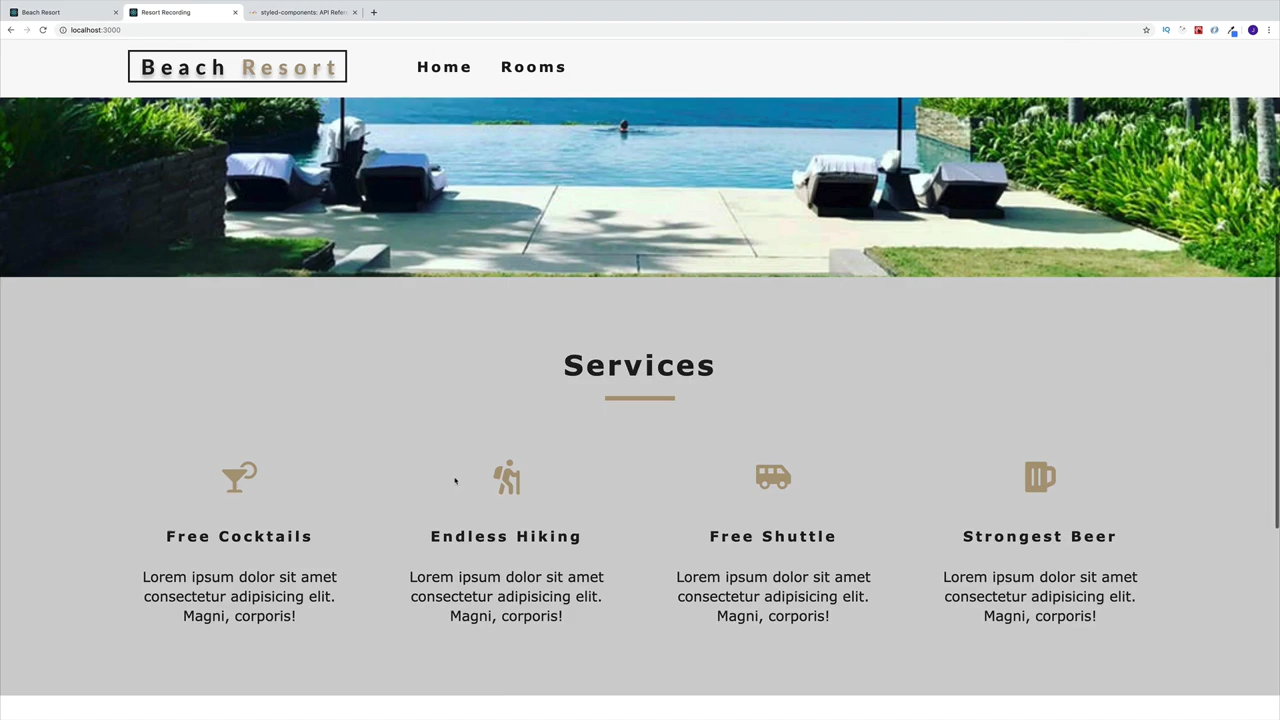 Beach Resort
Resort Recording
styled-components: API Refer
localhost:3000
IQ
J
Beach Resort
Home
Rooms
Services
Free Cocktails
Endless Hiking
Free Shuttle
Strongest Beer
Lorem ipsum dolor sit amet
consectetur adipisicing elit.
Magni, corporis!
Lorem ipsum dolor sit amet
consectetur adipisicing elit.
Magni, corporis!
Lorem ipsum dolor sit amet
consectetur adipisicing elit.
Magni, corporis!
Lorem ipsum dolor sit amet
consectetur adipisicing elit.
Magni, corporis!